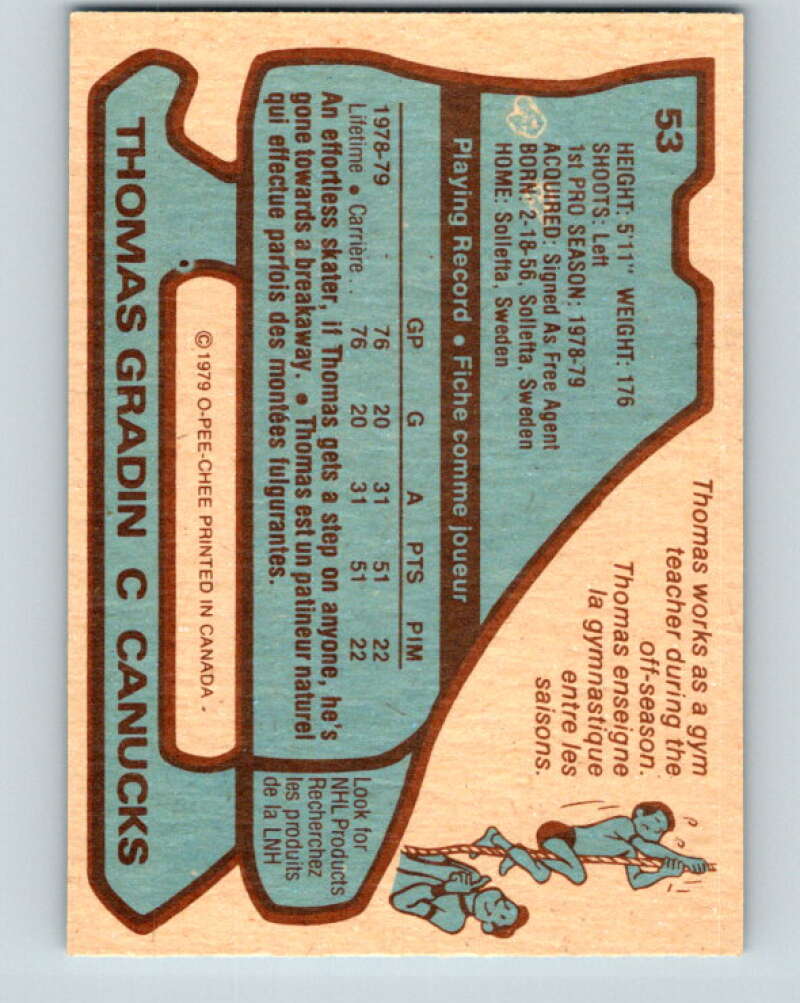 53
HEIGHT: 5'11" WEIGHT: 176
SHOOTS: Left
1st PRO SEASON: 1978-79
ACQUIRED: Signed As Free Agent
BORN: 2-18-56, Solletta, Sweden
HOME: Solletta, Sweden
Thomas works as a gym
teacher during the
off-season.
Thomas enseigne
la gymnastique
entre les
saisons.
Playing Record • Fiche comme joueur
GP G A PTS PIM
1978-79 76 20 31 51 22
Lifetime • Carrière... 76 20 31 51 22
An effortless skater, if Thomas gets a step on anyone, he's
gone towards a breakaway. • Thomas est un patineur naturel
qui effectue parfois des montées fulgurantes.
Look for
NHL Products
Recherchez
les produits
de la LNH
© 1979 O-PEE-CHEE PRINTED IN CANADA
THOMAS GRADIN C CANUCKS